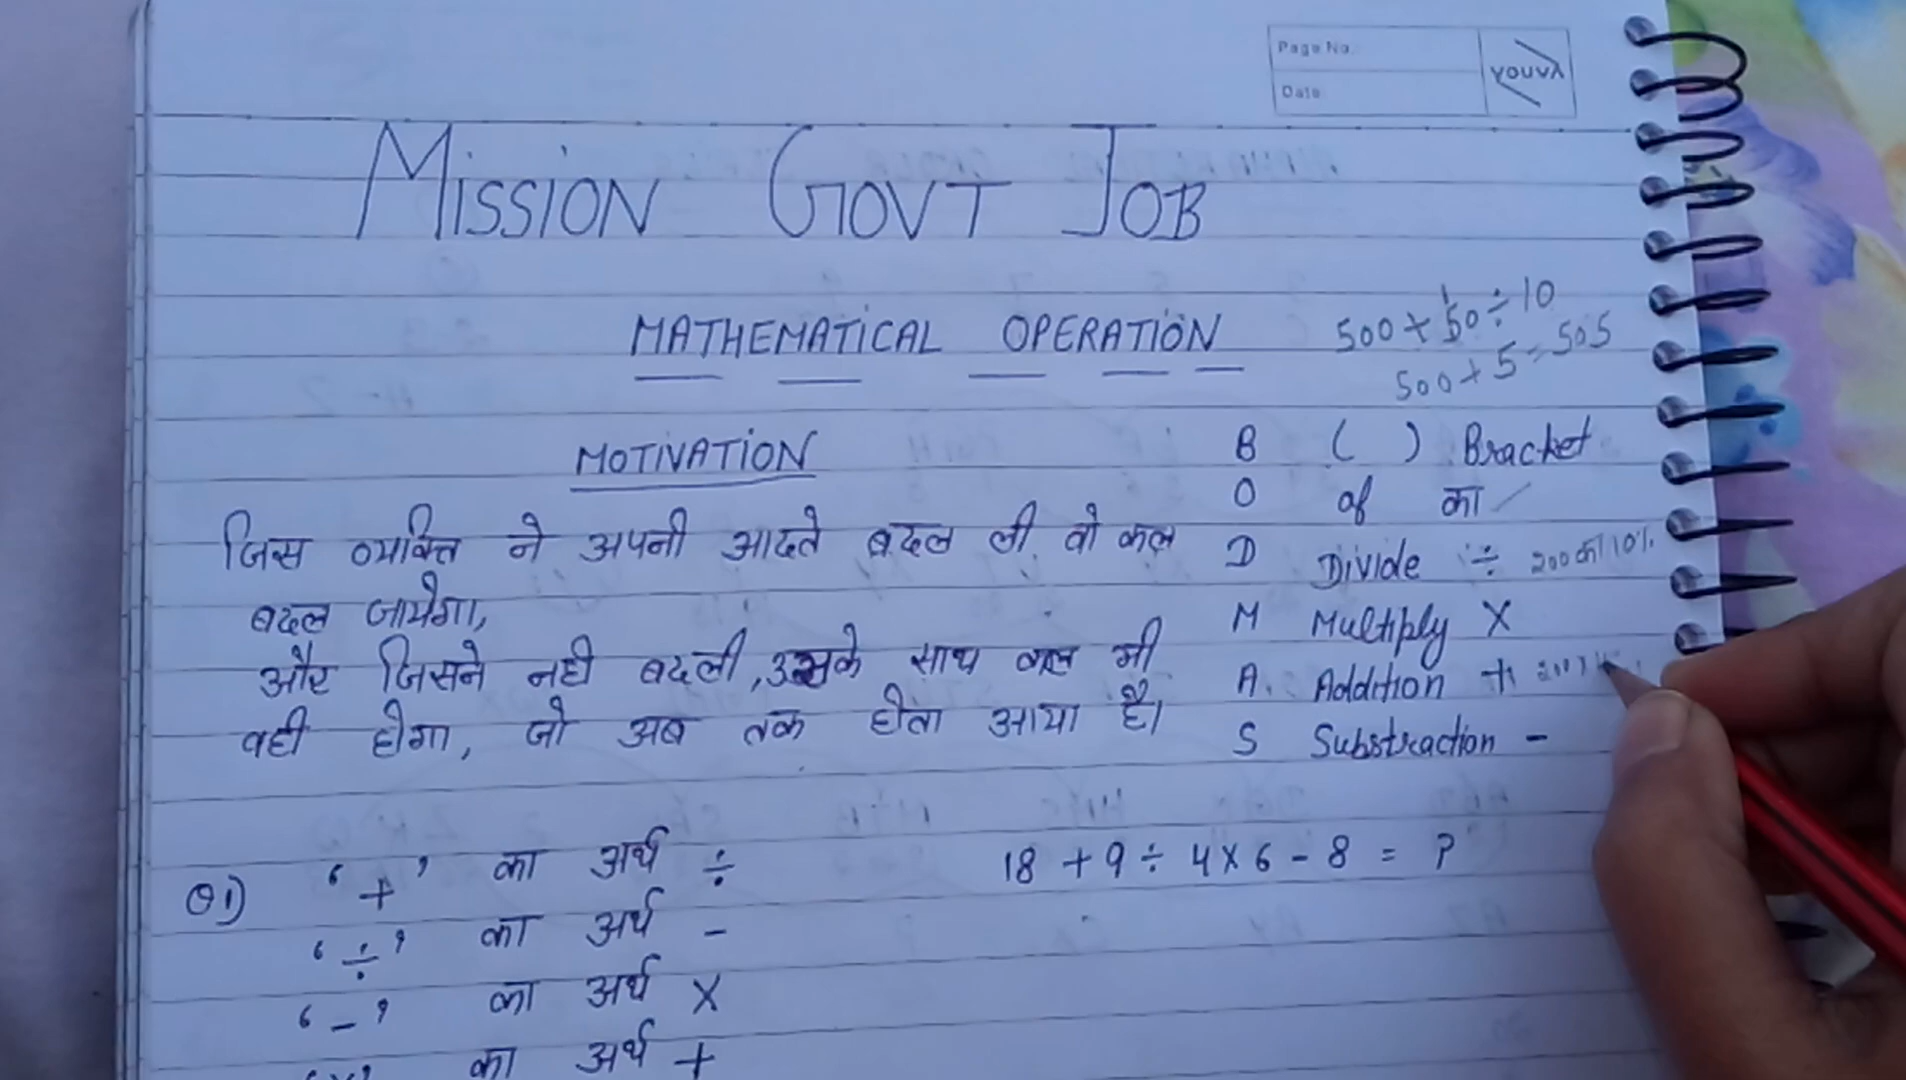 Page No.
Date
YOUVA
MISSION GOVT JOB
MATHEMATICAL OPERATION
500 + 50 ÷ 10
500 + 5 = 505
MOTIVATION
जिस व्यक्ति ने अपनी आदते बदल ली वो कल
बदल जायेगा,
और जिसने नही बदली, उसके साथ कल भी
वही होगा, जो अब तक होता आया है।
B ( ) Bracket
O of का
D Divide ÷ 200 का 10%
M Multiply X
A. Addition +
S Substraction -
Q1) '+' का अर्थ ÷
'÷' का अर्थ -
'-' का अर्थ X
का अर्थ +
18 + 9 ÷ 4 X 6 - 8 = ?